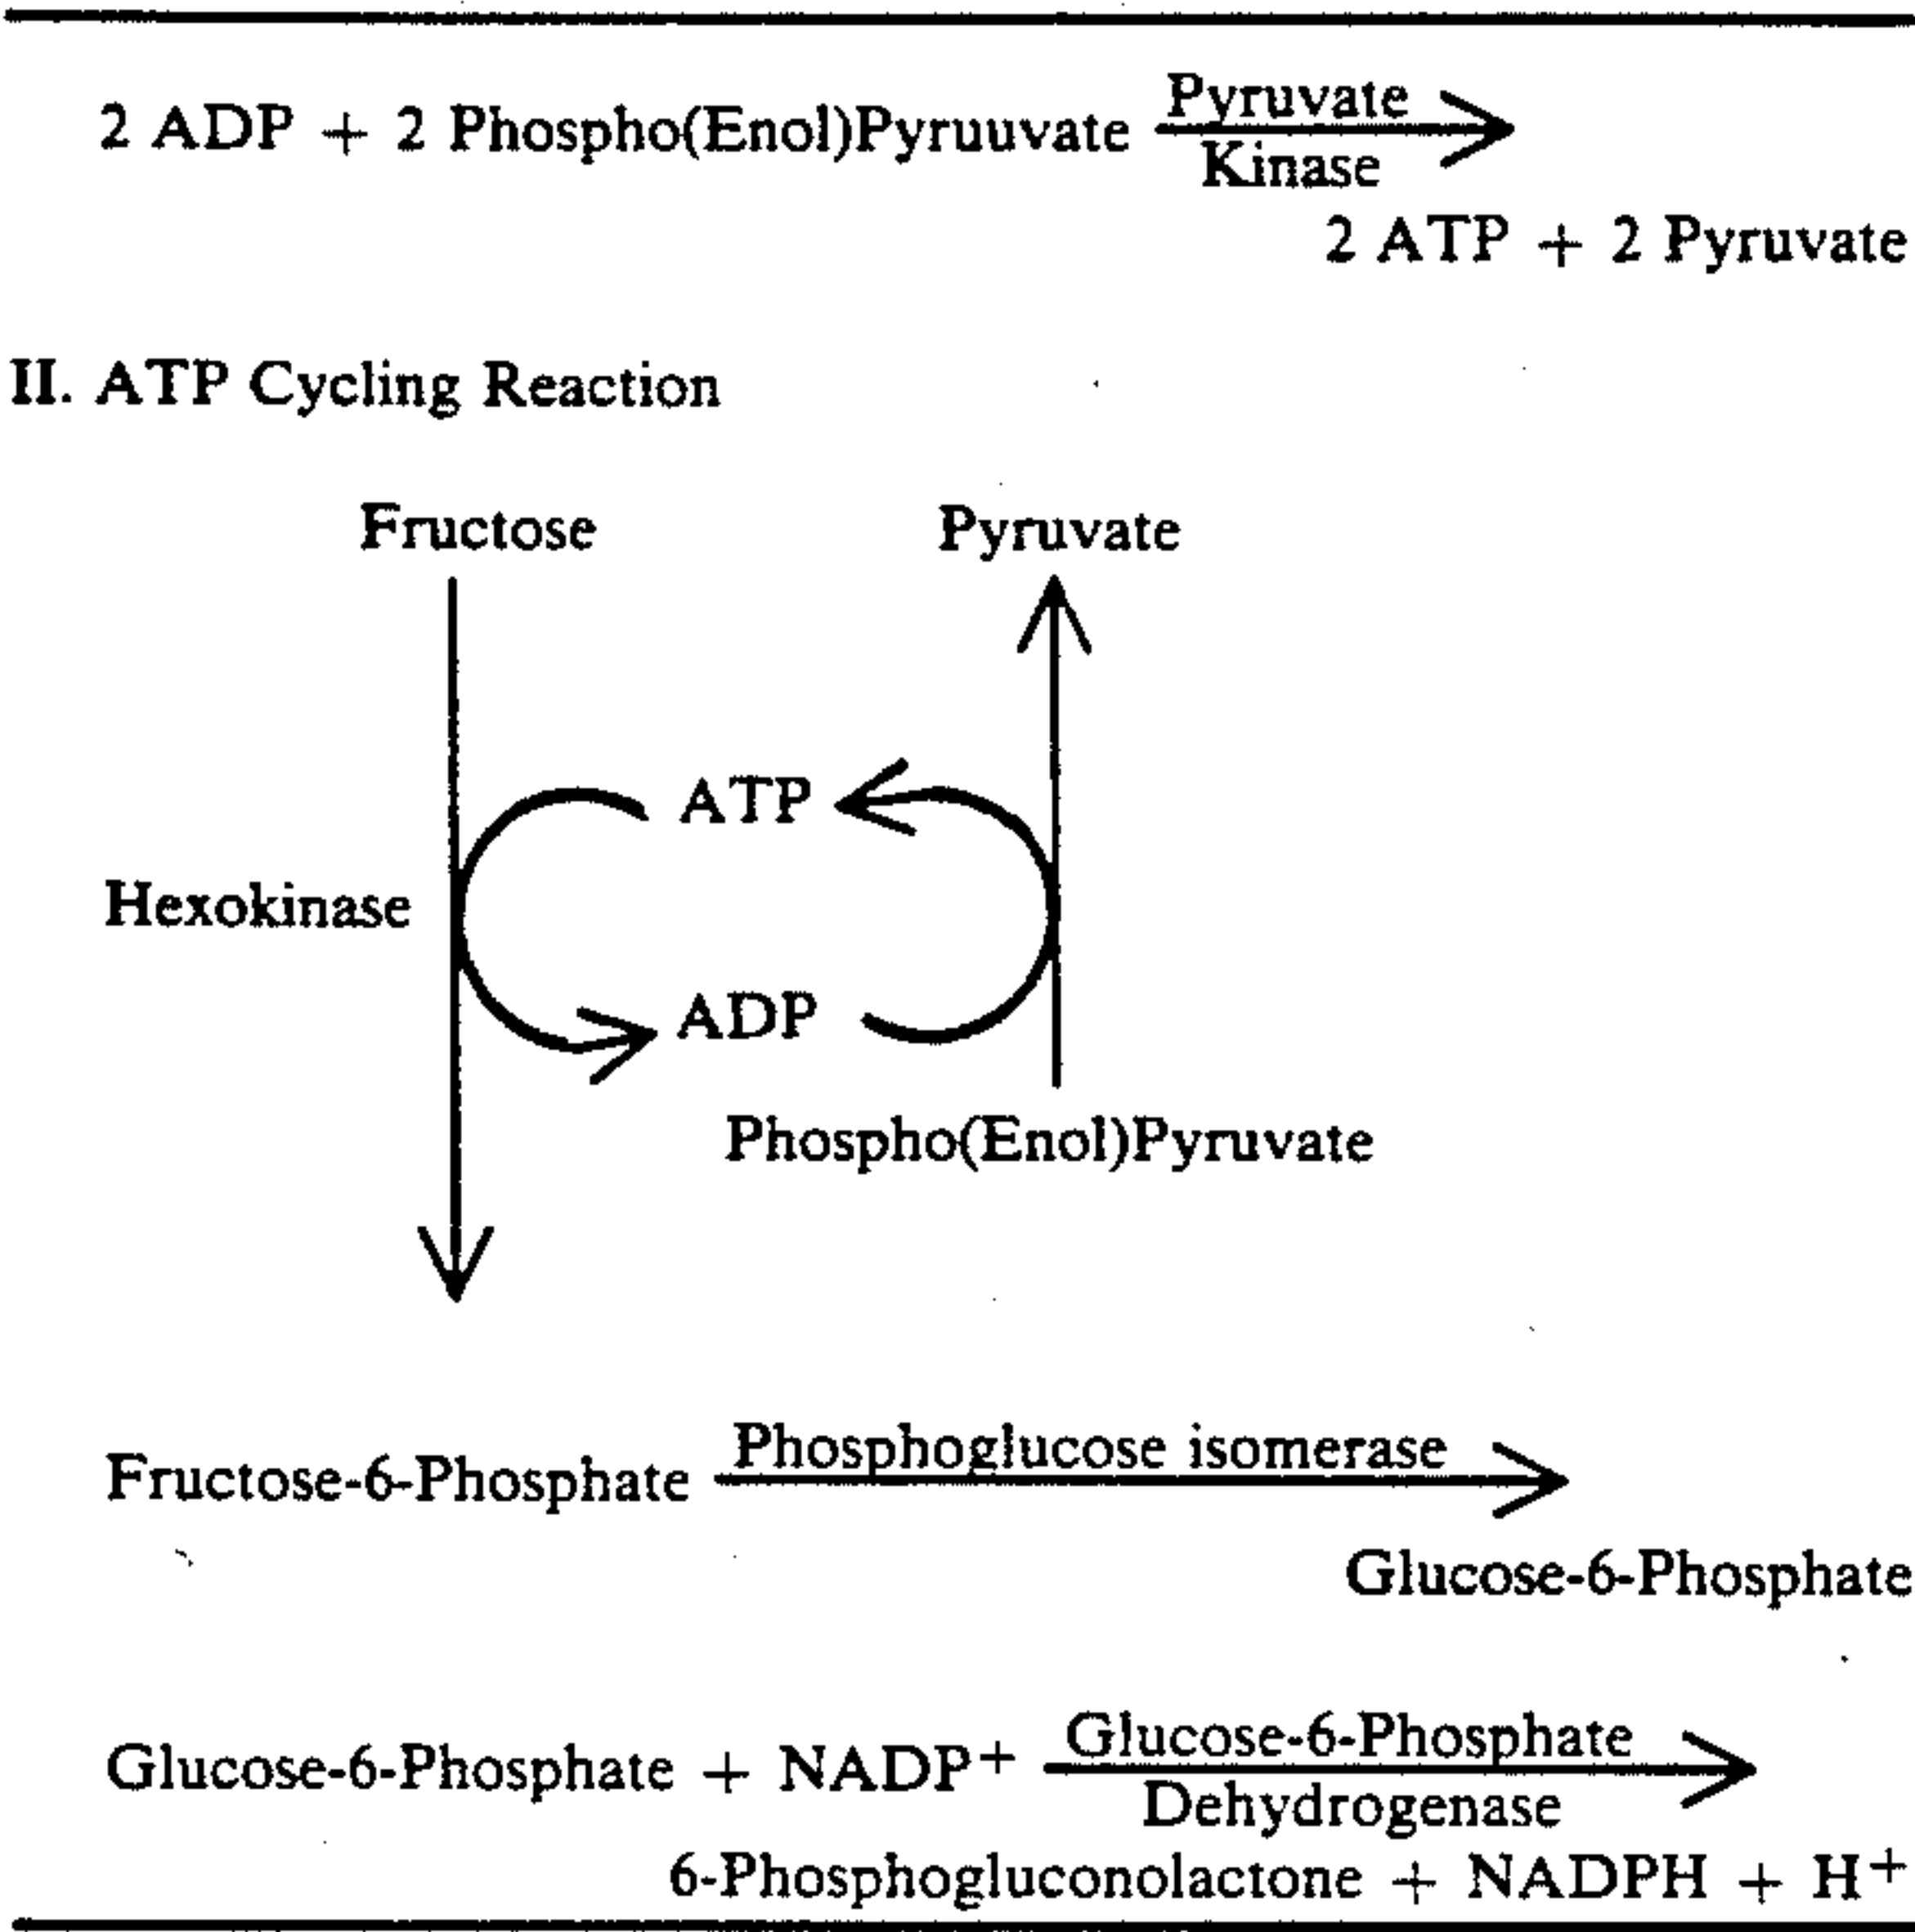 2 ADP + 2 Phospho(Enol)Pyruuvate Pyruvate
Kinase
2 ATP + 2 Pyruvate
II. ATP Cycling Reaction
Fructose Pyruvate
ATP
Hexokinase
ADP
Phospho(Enol)Pyruvate
Fructose-6-Phosphate Phosphoglucose isomerase
Glucose-6-Phosphate
Glucose-6-Phosphate + NADP+ Glucose-6-Phosphate
Dehydrogenase
6-Phosphogluconolactone + NADPH + H+